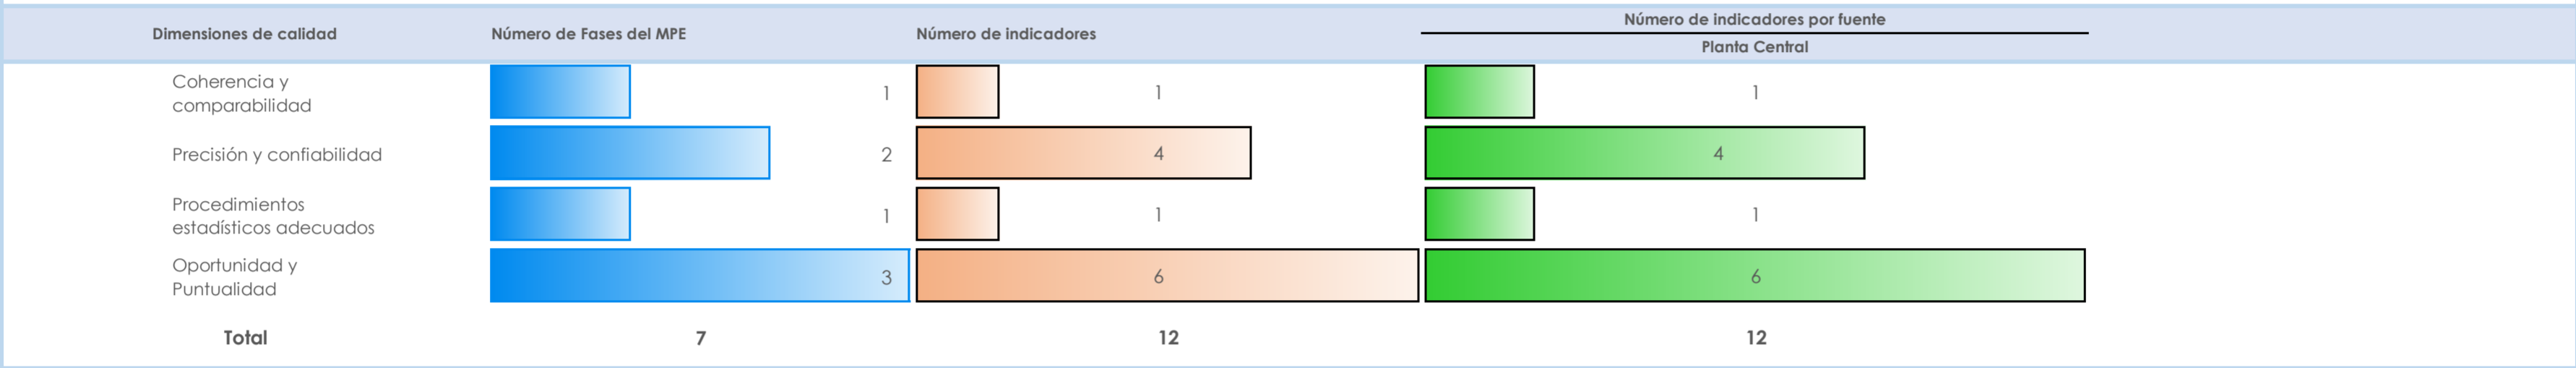 Dimensiones de calidad
Número de Fases del MPE
Número de indicadores
Número de indicadores por fuente
Planta Central
Coherencia y
comparabilidad
1
1
1
Precisión y confiabilidad
2
4
4
Procedimientos
estadísticos adecuados
1
1
1
Oportunidad y
Puntualidad
3
6
6
Total
7
12
12